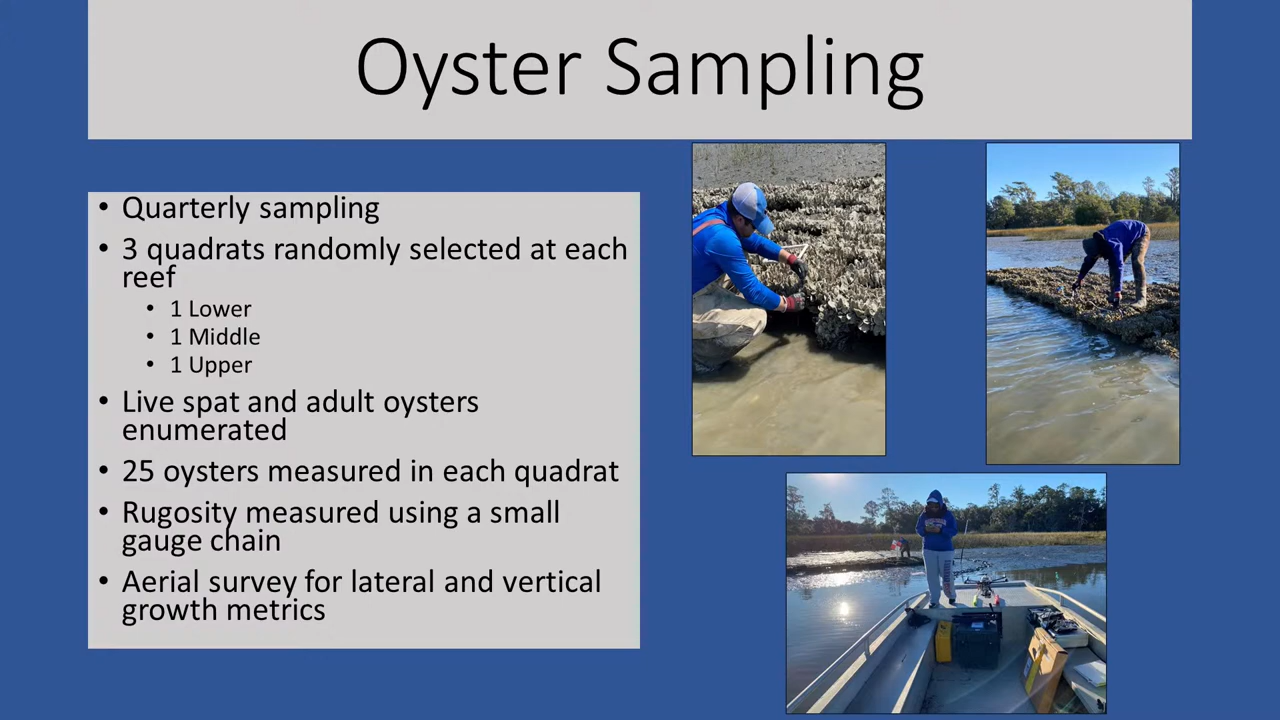 Oyster Sampling
• Quarterly sampling
• 3 quadrats randomly selected at each
reef
• 1 Lower
• 1 Middle
• 1 Upper
• Live spat and adult oysters
enumerated
• 25 oysters measured in each quadrat
• Rugosity measured using a small
gauge chain
• Aerial survey for lateral and vertical
growth metrics